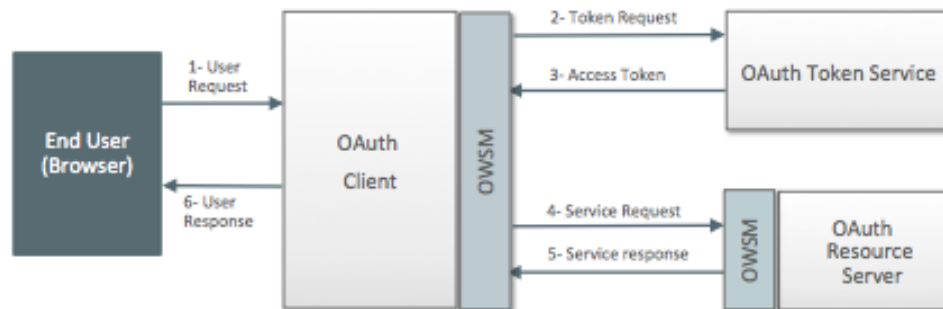 2- Token Request
1- User
Request
3- Access Token
OAuth Token Service
End User
(Browser)
OAuth
Client
OWSM
6- User
Response
4- Service Request
5- Service response
OWSM
OAuth
Resource
Server